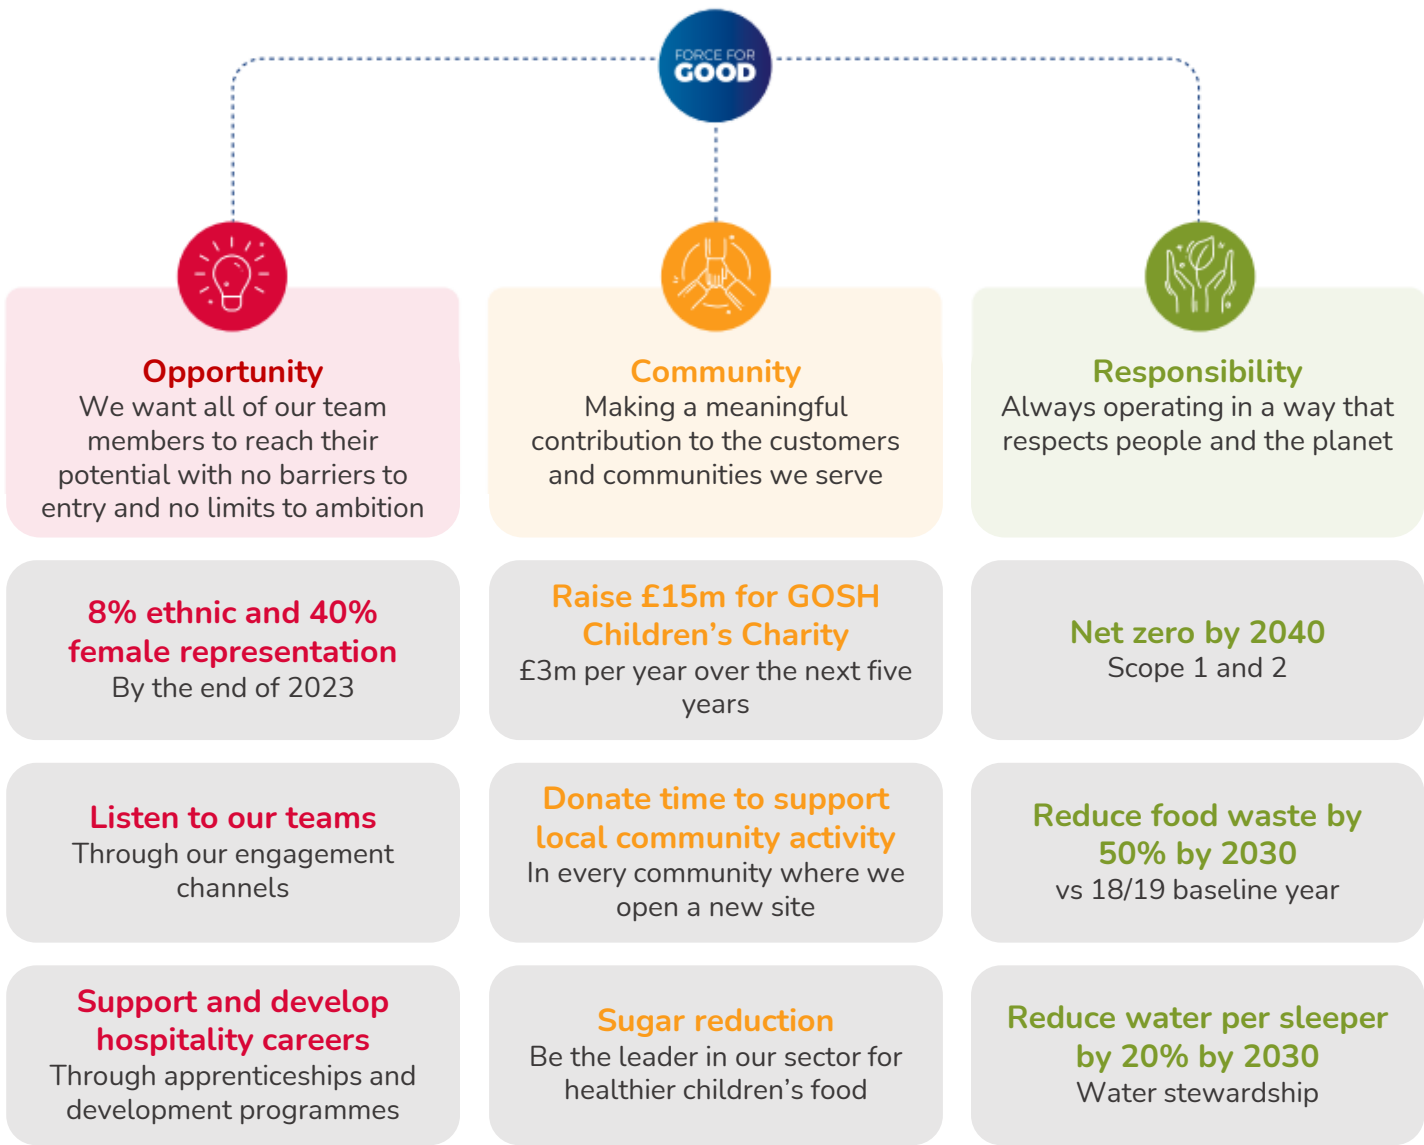 FORCE FOR
GOOD
Opportunity
We want all of our team
members to reach their
potential with no barriers to
entry and no limits to ambition
8% ethnic and 40%
female representation
By the end of 2023
Listen to our teams
Through our engagement
channels
Support and develop
hospitality careers
Through apprenticeships and
development programmes
Community
Making a meaningful
contribution to the customers
and communities we serve
Raise £15m for GOSH
Children’s Charity
£3m per year over the next five
years
Donate time to support
local community activity
In every community where we
open a new site
Sugar reduction
Be the leader in our sector for
healthier children’s food
Responsibility
Always operating in a way that
respects people and the planet
Net zero by 2040
Scope 1 and 2
Reduce food waste by
50% by 2030
vs 18/19 baseline year
Reduce water per sleeper
by 20% by 2030
Water stewardship